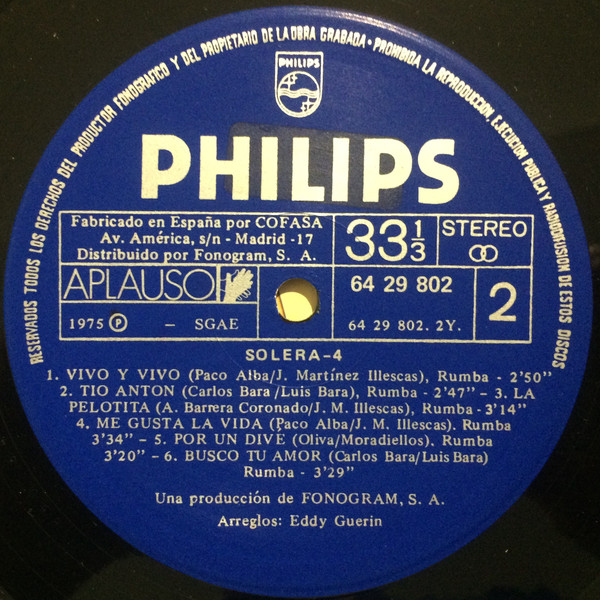 RESERVADOS TODOS LOS DERECHOS DEL PRODUCTOR FONOGRAFICO Y DEL PROPIETARIO DE LA OBRA GRABADA · PROHIBIDA LA REPRODUCCION, EJECUCION PUBLICA Y RADIODIFUSION DE ESTOS DISCOS
PHILIPS
PHILIPS
Fabricado en España por COFASA
Av. América, s/n - Madrid -17
Distribuido por Fonogram, S. A.
33 1/3
STEREO
APLAUSO
64 29 802
2
1975 Ⓟ - SGAE
64 29 802. 2Y.
SOLERA-4
1. VIVO Y VIVO (Paco Alba/J. Martínez Illescas), Rumba - 2'50"
2. TIO ANTON (Carlos Bara/Luis Bara), Rumba - 2'47" - 3. LA
PELOTITA (A. Barrera Coronado/J. M. Illescas), Rumba - 3'14"
4. ME GUSTA LA VIDA (Paco Alba/J. M. Illescas). Rumba
3'34" - 5. POR UN DIVE (Oliva/Moradiellos), Rumba
3'20" - 6. BUSCO TU AMOR (Carlos Bara/Luis Bara)
Rumba - 3'29"
Una producción de FONOGRAM, S. A.
Arreglos: Eddy Guerin